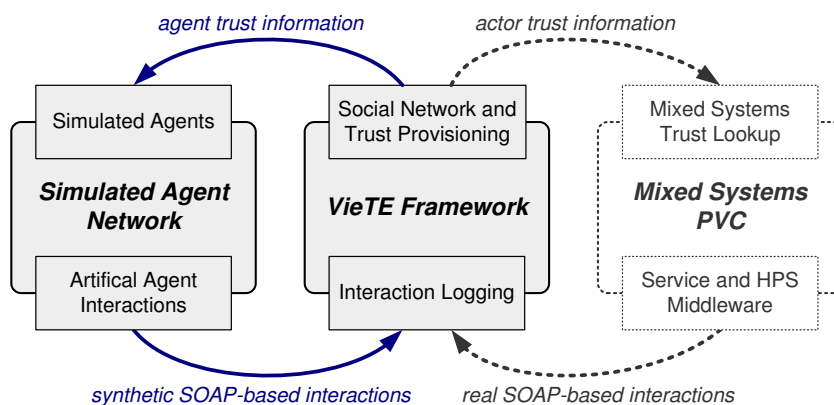 agent trust information
actor trust information
Simulated Agents
Social Network and
Trust Provisioning
Mixed Systems
Trust Lookup
Simulated Agent
Network
VieTE Framework
Mixed Systems
PVC
Artifical Agent
Interactions
Interaction Logging
Service and HPS
Middleware
synthetic SOAP-based interactions
real SOAP-based interactions